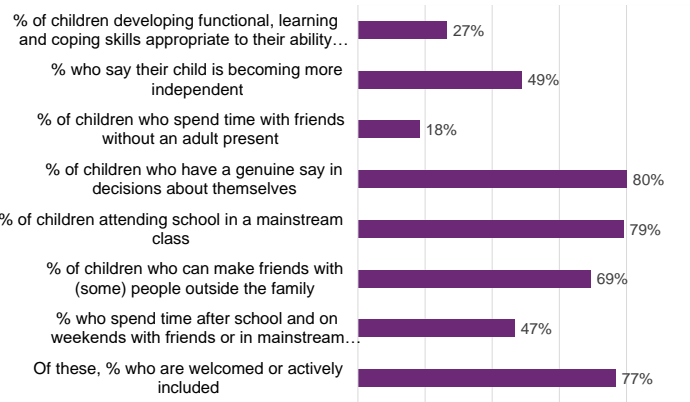 % of children developing functional, learning
and coping skills appropriate to their ability…
27%
% who say their child is becoming more
independent
49%
% of children who spend time with friends
without an adult present
18%
% of children who have a genuine say in
decisions about themselves
80%
% of children attending school in a mainstream
class
79%
% of children who can make friends with
(some) people outside the family
69%
% who spend time after school and on
weekends with friends or in mainstream…
47%
Of these, % who are welcomed or actively
included
77%